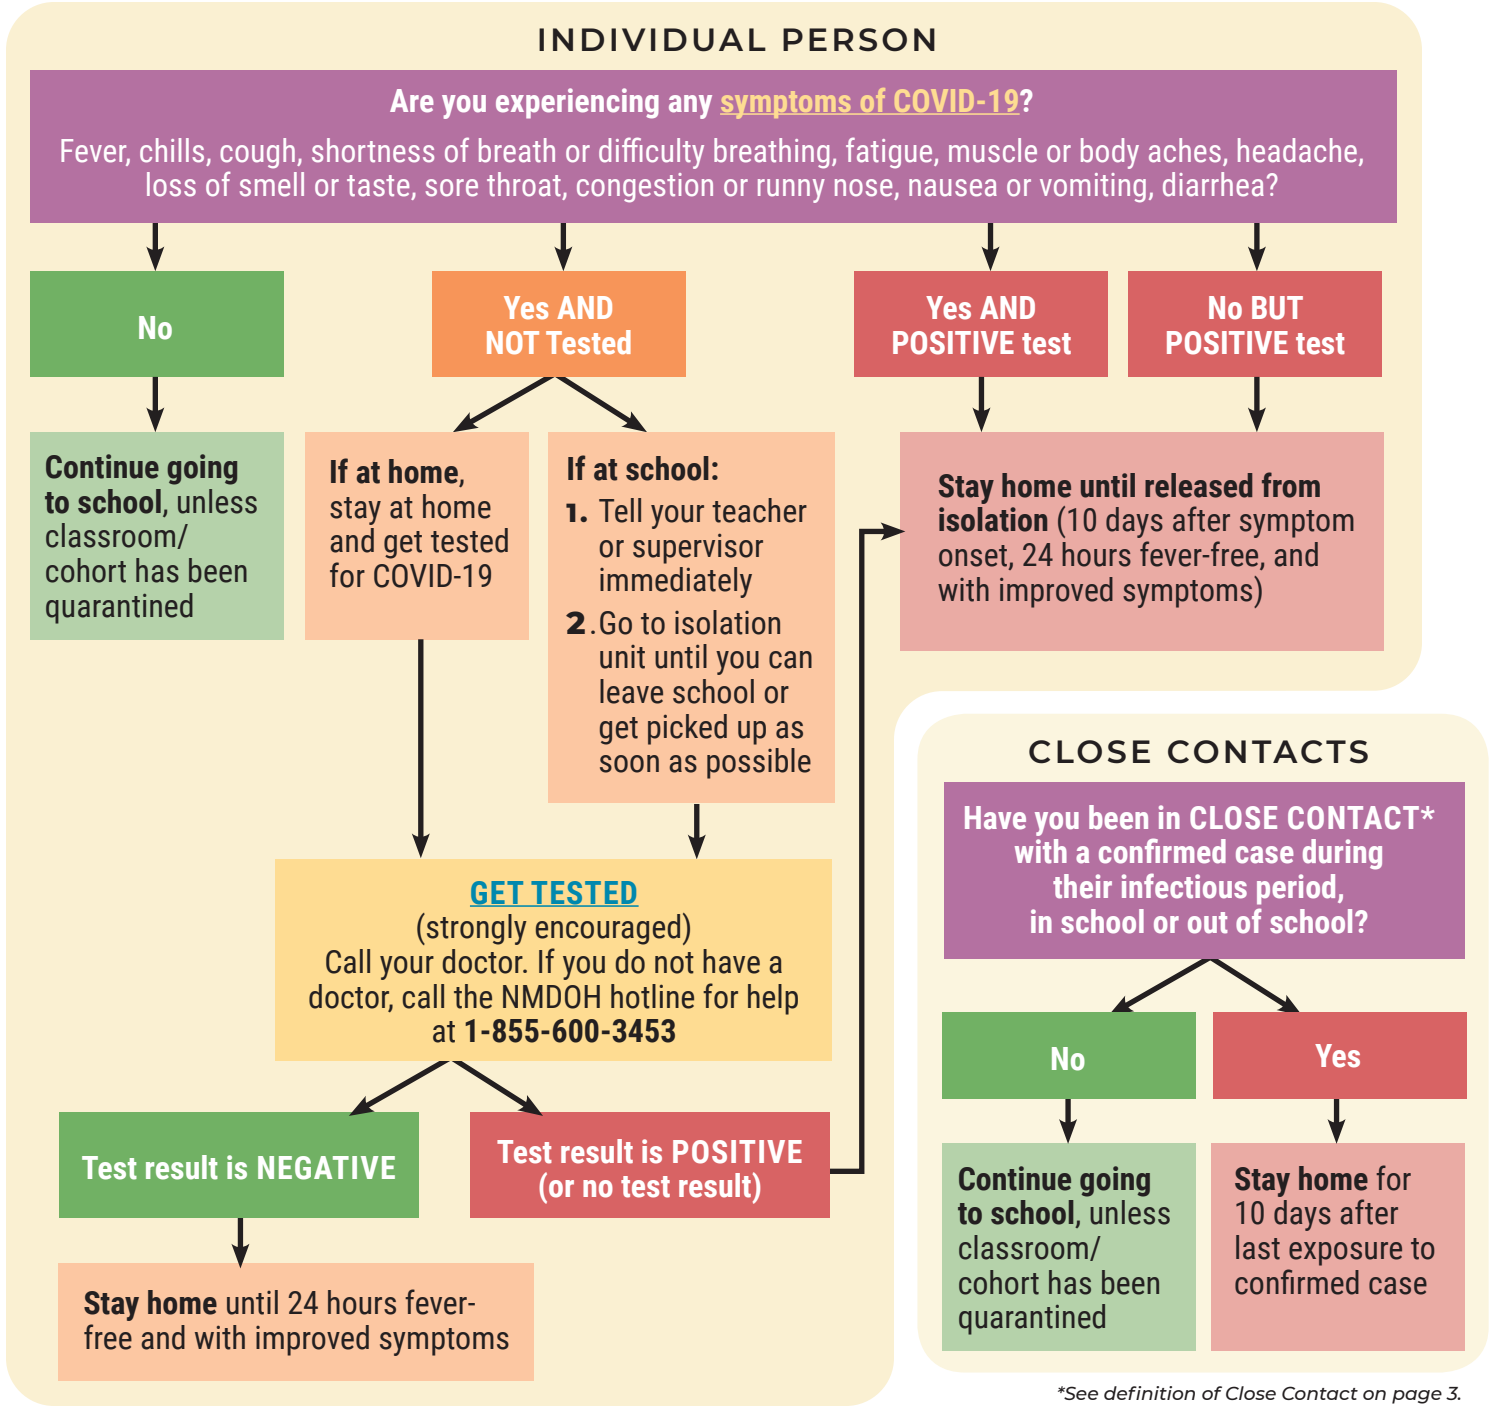 INDIVIDUAL PERSON
Are you experiencing any symptoms of COVID-19?
Fever, chills, cough, shortness of breath or difficulty breathing, fatigue, muscle or body aches, headache,
loss of smell or taste, sore throat, congestion or runny nose, nausea or vomiting, diarrhea?
No
Yes AND
NOT Tested
Yes AND
POSITIVE test
No BUT
POSITIVE test
Continue going
to school, unless
classroom/
cohort has been
quarantined
If at home,
stay at home
and get tested
for COVID-19
If at school:
1. Tell your teacher
or supervisor
immediately
2.Go to isolation
unit until you can
leave school or
get picked up as
soon as possible
Stay home until released from
isolation (10 days after symptom
onset, 24 hours fever-free, and
with improved symptoms)
GET TESTED
(strongly encouraged)
Call your doctor. If you do not have a
doctor, call the NMDOH hotline for help
at 1-855-600-3453
Test result is NEGATIVE
Test result is POSITIVE
(or no test result)
Stay home until 24 hours fever-
free and with improved symptoms
CLOSE CONTACTS
Have you been in CLOSE CONTACT*
with a confirmed case during
their infectious period,
in school or out of school?
No
Yes
Continue going
to school, unless
classroom/
cohort has been
quarantined
Stay home for
10 days after
last exposure to
confirmed case
*See definition of Close Contact on page 3.